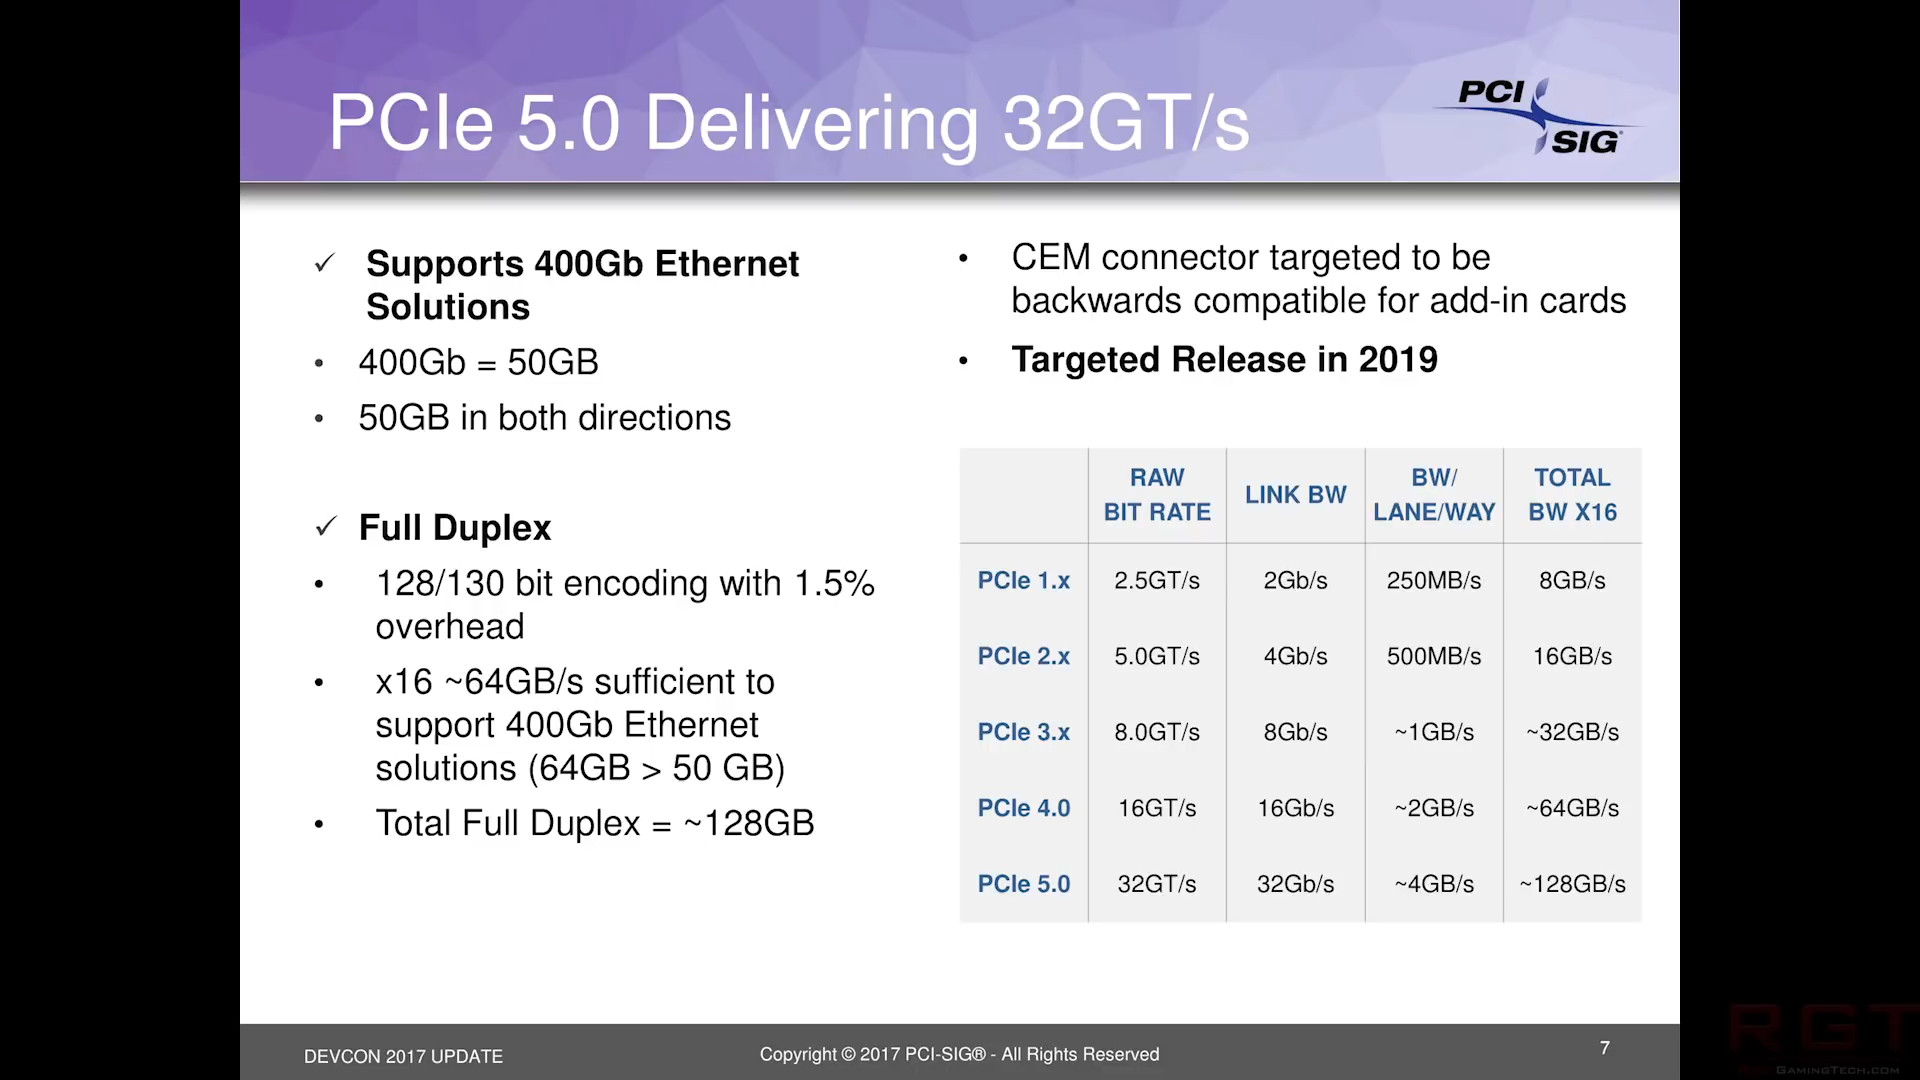 PCIe 5.0 Delivering 32GT/s
PCI
SIG®
✓ Supports 400Gb Ethernet
Solutions
• 400Gb = 50GB
• 50GB in both directions
✓ Full Duplex
• 128/130 bit encoding with 1.5%
overhead
• x16 ~64GB/s sufficient to
support 400Gb Ethernet
solutions (64GB > 50 GB)
• Total Full Duplex = ~128GB
• CEM connector targeted to be
backwards compatible for add-in cards
• Targeted Release in 2019
RAW BIT RATE LINK BW BW/ LANE/WAY TOTAL BW X16
PCIe 1.x 2.5GT/s 2Gb/s 250MB/s 8GB/s
PCIe 2.x 5.0GT/s 4Gb/s 500MB/s 16GB/s
PCIe 3.x 8.0GT/s 8Gb/s ~1GB/s ~32GB/s
PCIe 4.0 16GT/s 16Gb/s ~2GB/s ~64GB/s
PCIe 5.0 32GT/s 32Gb/s ~4GB/s ~128GB/s
DEVCON 2017 UPDATE
Copyright © 2017 PCI-SIG® - All Rights Reserved
7
RGT
GAMINGTECH.COM